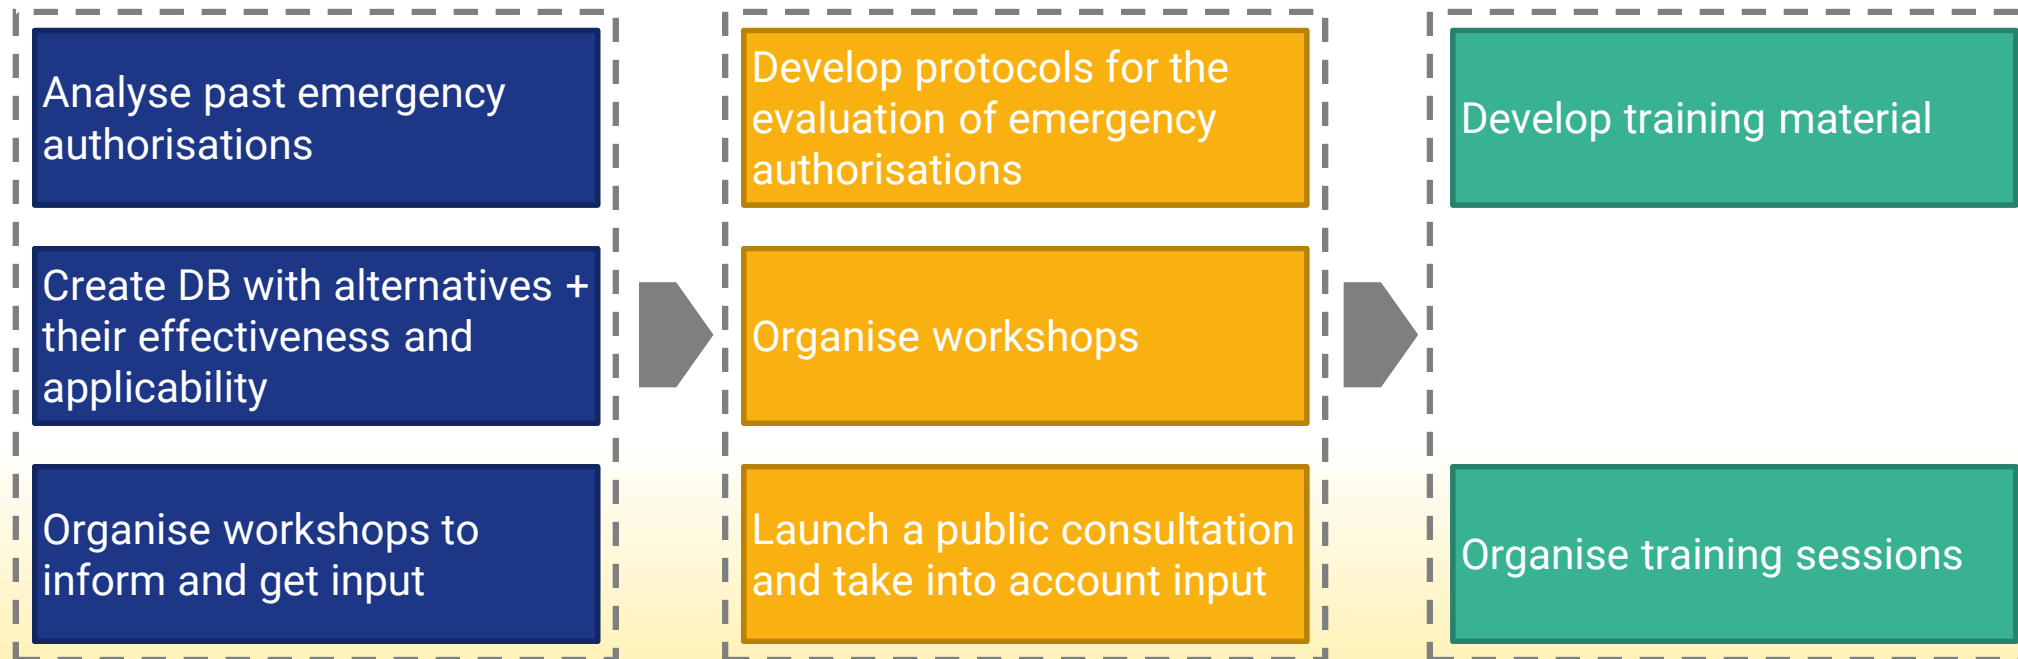 Analyse past emergency
authorisations
Create DB with alternatives +
their effectiveness and
applicability
Organise workshops to
inform and get input
Develop protocols for the
evaluation of emergency
authorisations
Organise workshops
Launch a public consultation
and take into account input
Develop training material
Organise training sessions